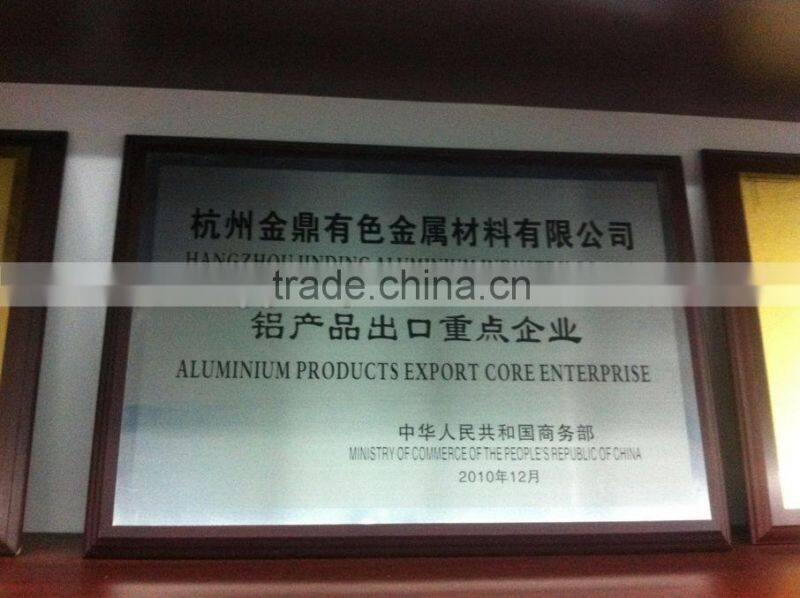 杭州金鼎有色金属材料有限公司
HANGZHOU JINDING ALUMINIUM
trade.china.cn
铝产品出口重点企业
ALUMINIUM PRODUCTS EXPORT CORE ENTERPRISE
中华人民共和国商务部
MINISTRY OF COMMERCE OF THE PEOPLE'S REPUBLIC OF CHINA
2010年12月